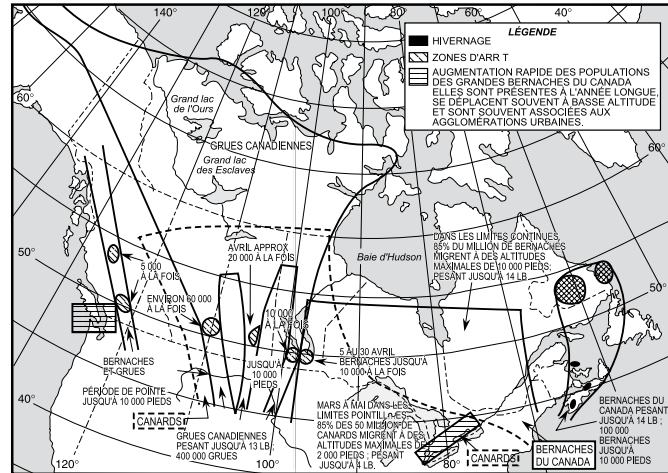 140°
120°
100°
80°
60°
40°
LÉGENDE
HIVERNAGE
ZONES D'ARR T
AUGMENTATION RAPIDE DES POPULATIONS
DES GRANDES BERNACHES DU CANADA
ELLES SONT PRÉSENTES À L'ANNÉE LONGUE,
SE DÉPLACENT SOUVENT À BASSE ALTITUDE
ET SONT SOUVENT ASSOCIÉES AUX
AGGLOMÉRATIONS URBAINES.
60°
60°
Grand lac
de l'Ours
GRUES CANADIENNES
Grand lac
des Esclaves
50°
50°
AVRIL APPROX
20 000 À LA FOIS
Baie d'Hudson
DANS LES LIMITES CONTINUES,
85% DU MILLION DE BERNACHES
MIGRENT À DES ALTITUDES
MAXIMALES DE 10 000 PIEDS;
PESANT JUSQU'À 14 LB.
5 000
À LA FOIS
ENVIRON 60 000
À LA FOIS
10 000
À LA FOIS
BERNACHES
ET GRUES
JUSQU'À
10 000
PIEDS
5 AU 30 AVRIL
BERNACHES JUSQU'À
10 000 À LA FOIS
PÉRIODE DE POINTE
JUSQU'À 10 000 PIEDS
40°
40°
CANARDS
MARS À MAI DANS LES
LIMITES POINTILLÉES,
85% DES 50 MILLION DE
CANARDS MIGRENT À DES
ALTITUDES MAXIMALES DE
2 000 PIEDS ; PESANT
JUSQU'À 4 LB.
GRUES CANADIENNES
PESANT JUSQU'À 13 LB;
400 000 GRUES
BERNACHES DU
CANADA PESANT
JUSQU'À 14 LB ;
100 000
BERNACHES
JUSQU'À
10 000 PIEDS
CANARDS
BERNACHES
DU CANADA
120
100°
80°